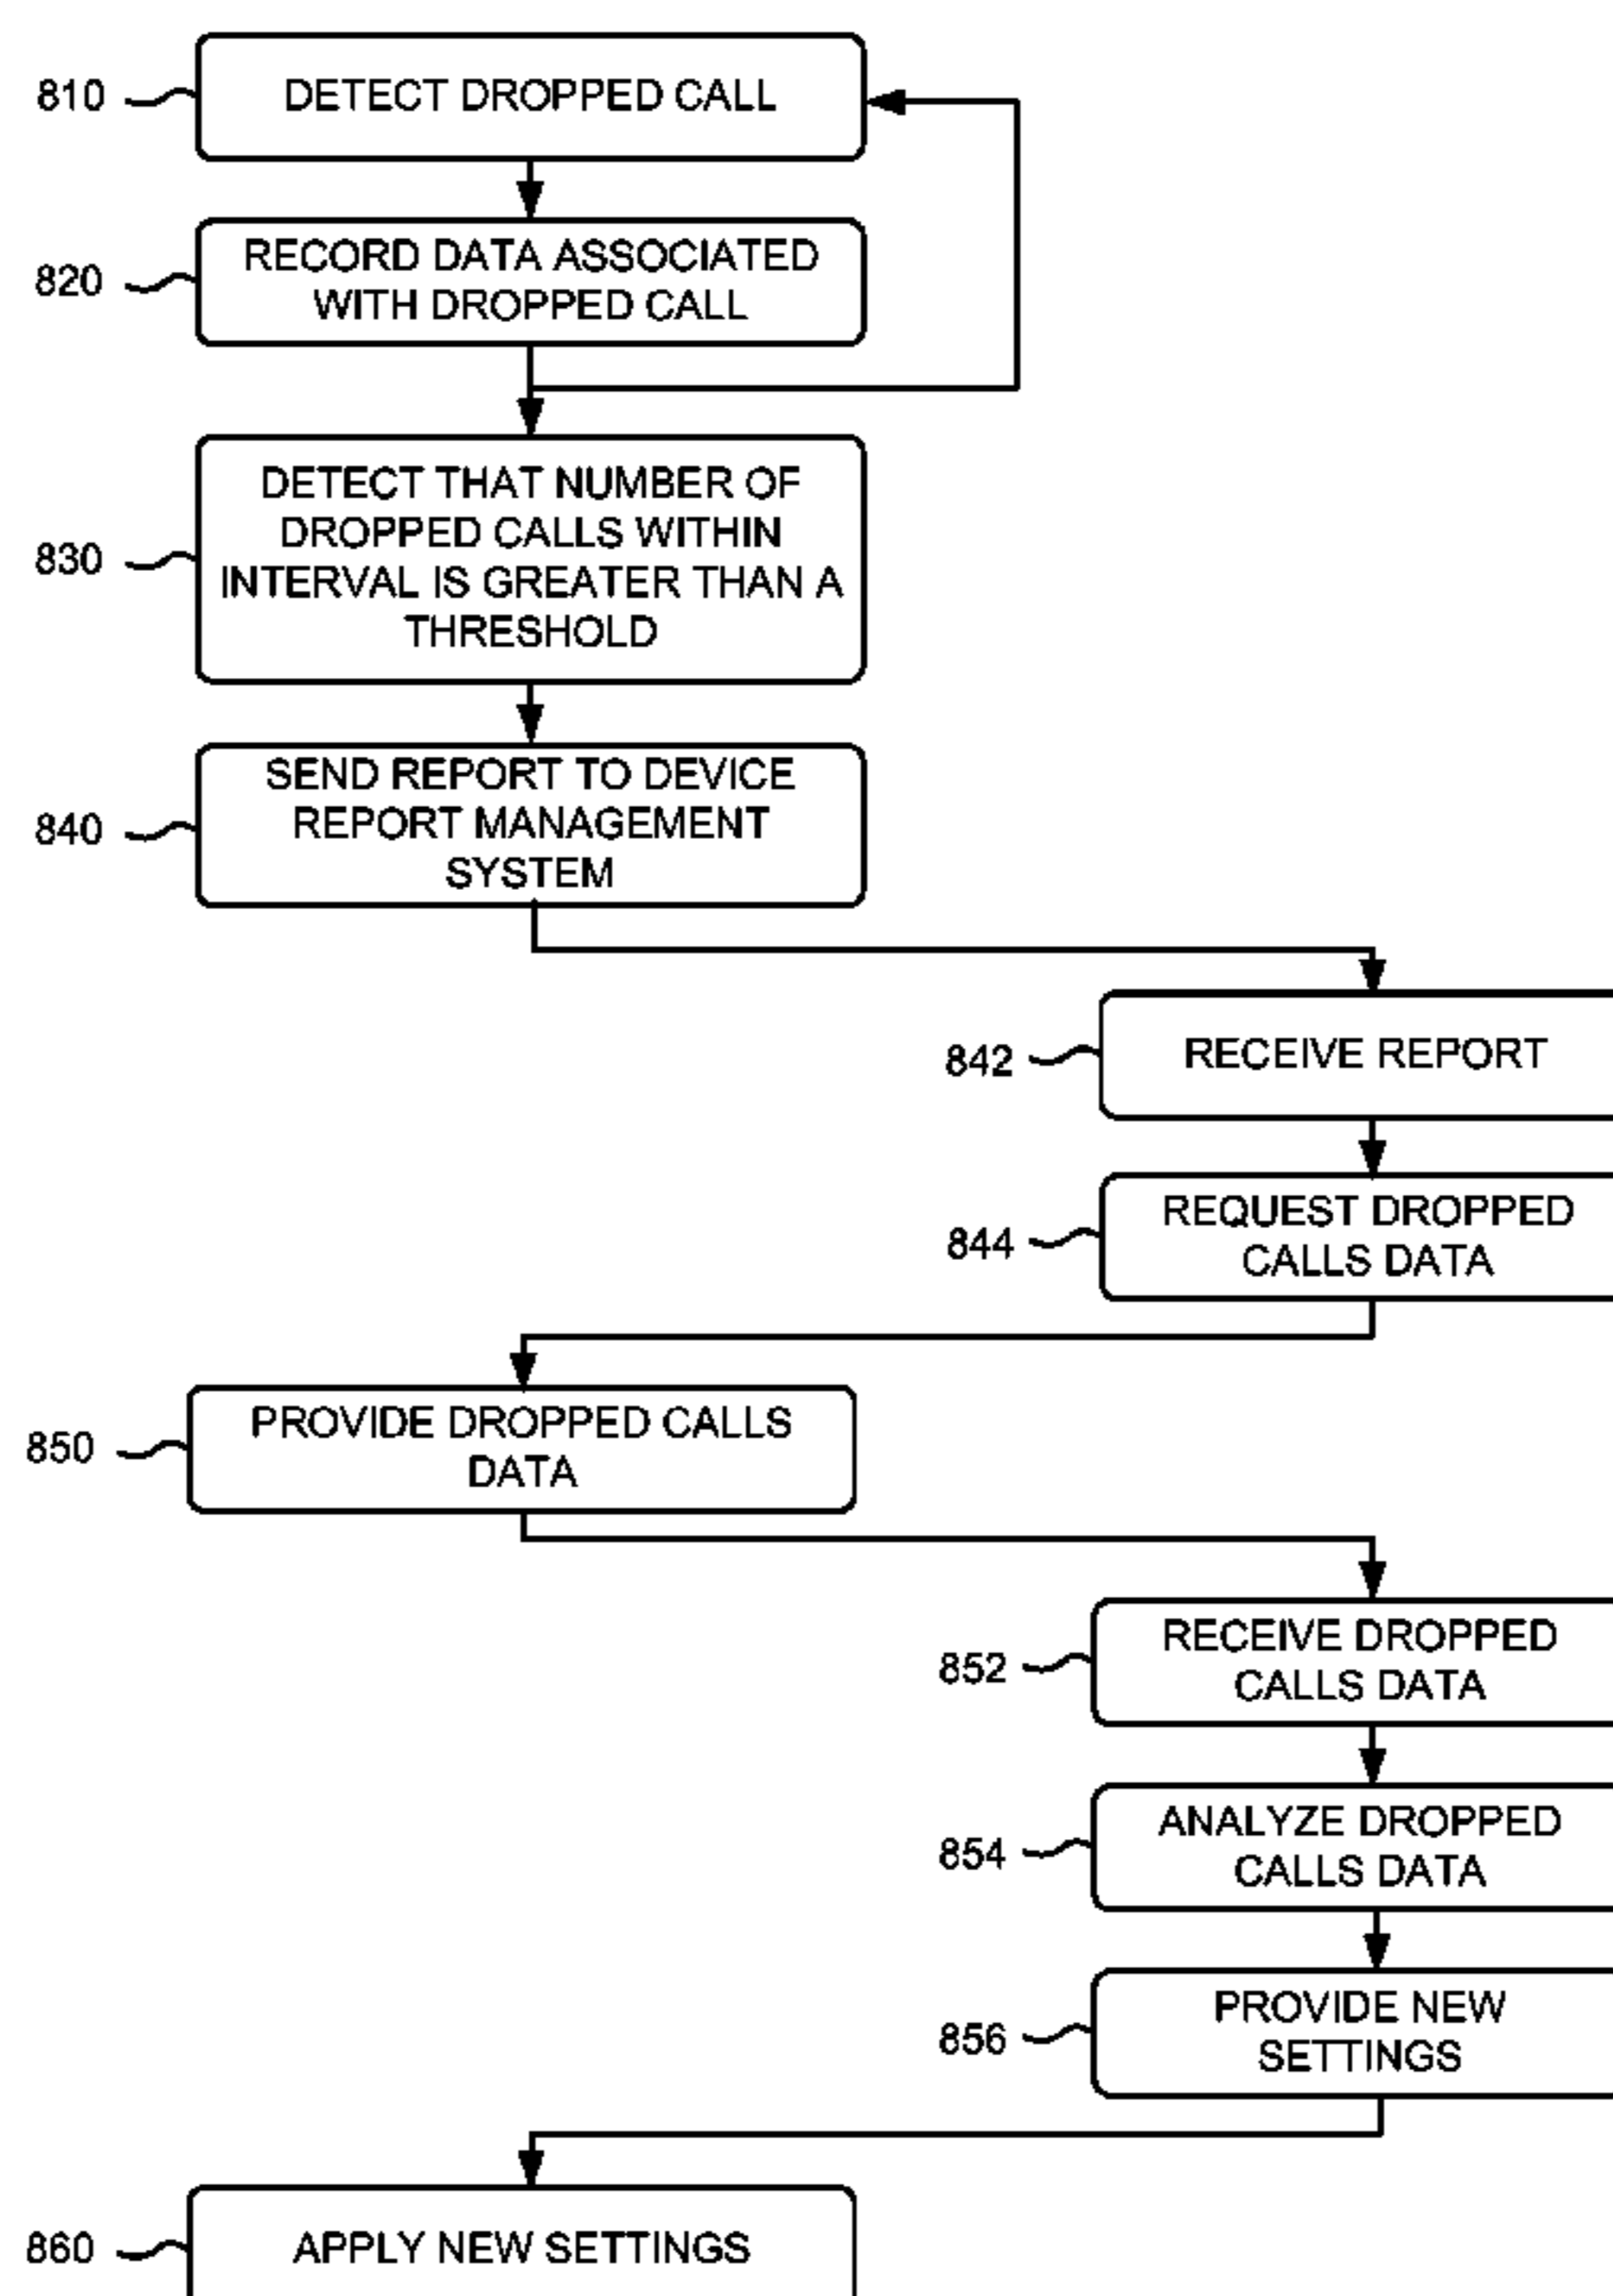 810
DETECT DROPPED CALL
820
RECORD DATA ASSOCIATED
WITH DROPPED CALL
830
DETECT THAT NUMBER OF
DROPPED CALLS WITHIN
INTERVAL IS GREATER THAN A
THRESHOLD
840
SEND REPORT TO DEVICE
REPORT MANAGEMENT
SYSTEM
842
RECEIVE REPORT
844
REQUEST DROPPED
CALLS DATA
850
PROVIDE DROPPED CALLS
DATA
852
RECEIVE DROPPED
CALLS DATA
854
ANALYZE DROPPED
CALLS DATA
856
PROVIDE NEW
SETTINGS
860
APPLY NEW SETTINGS